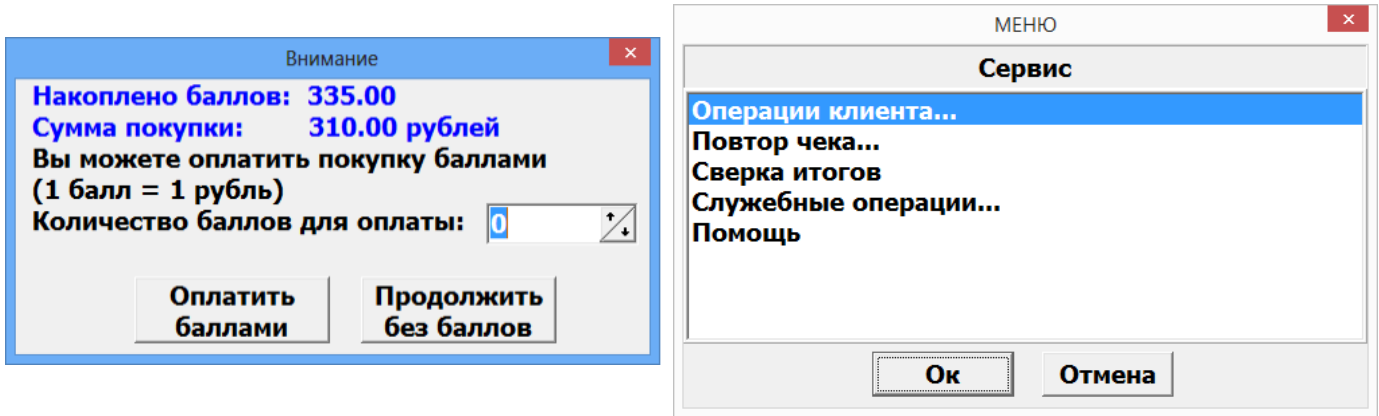 Внимание
Накоплено баллов: 335.00
Сумма покупки: 310.00 рублей
Вы можете оплатить покупку баллами
(1 балл = 1 рубль)
Количество баллов для оплаты: 0
Оплатить баллами
Продолжить без баллов
МЕНЮ
Сервис
Операции клиента...
Повтор чека...
Сверка итогов
Служебные операции...
Помощь
Ок
Отмена